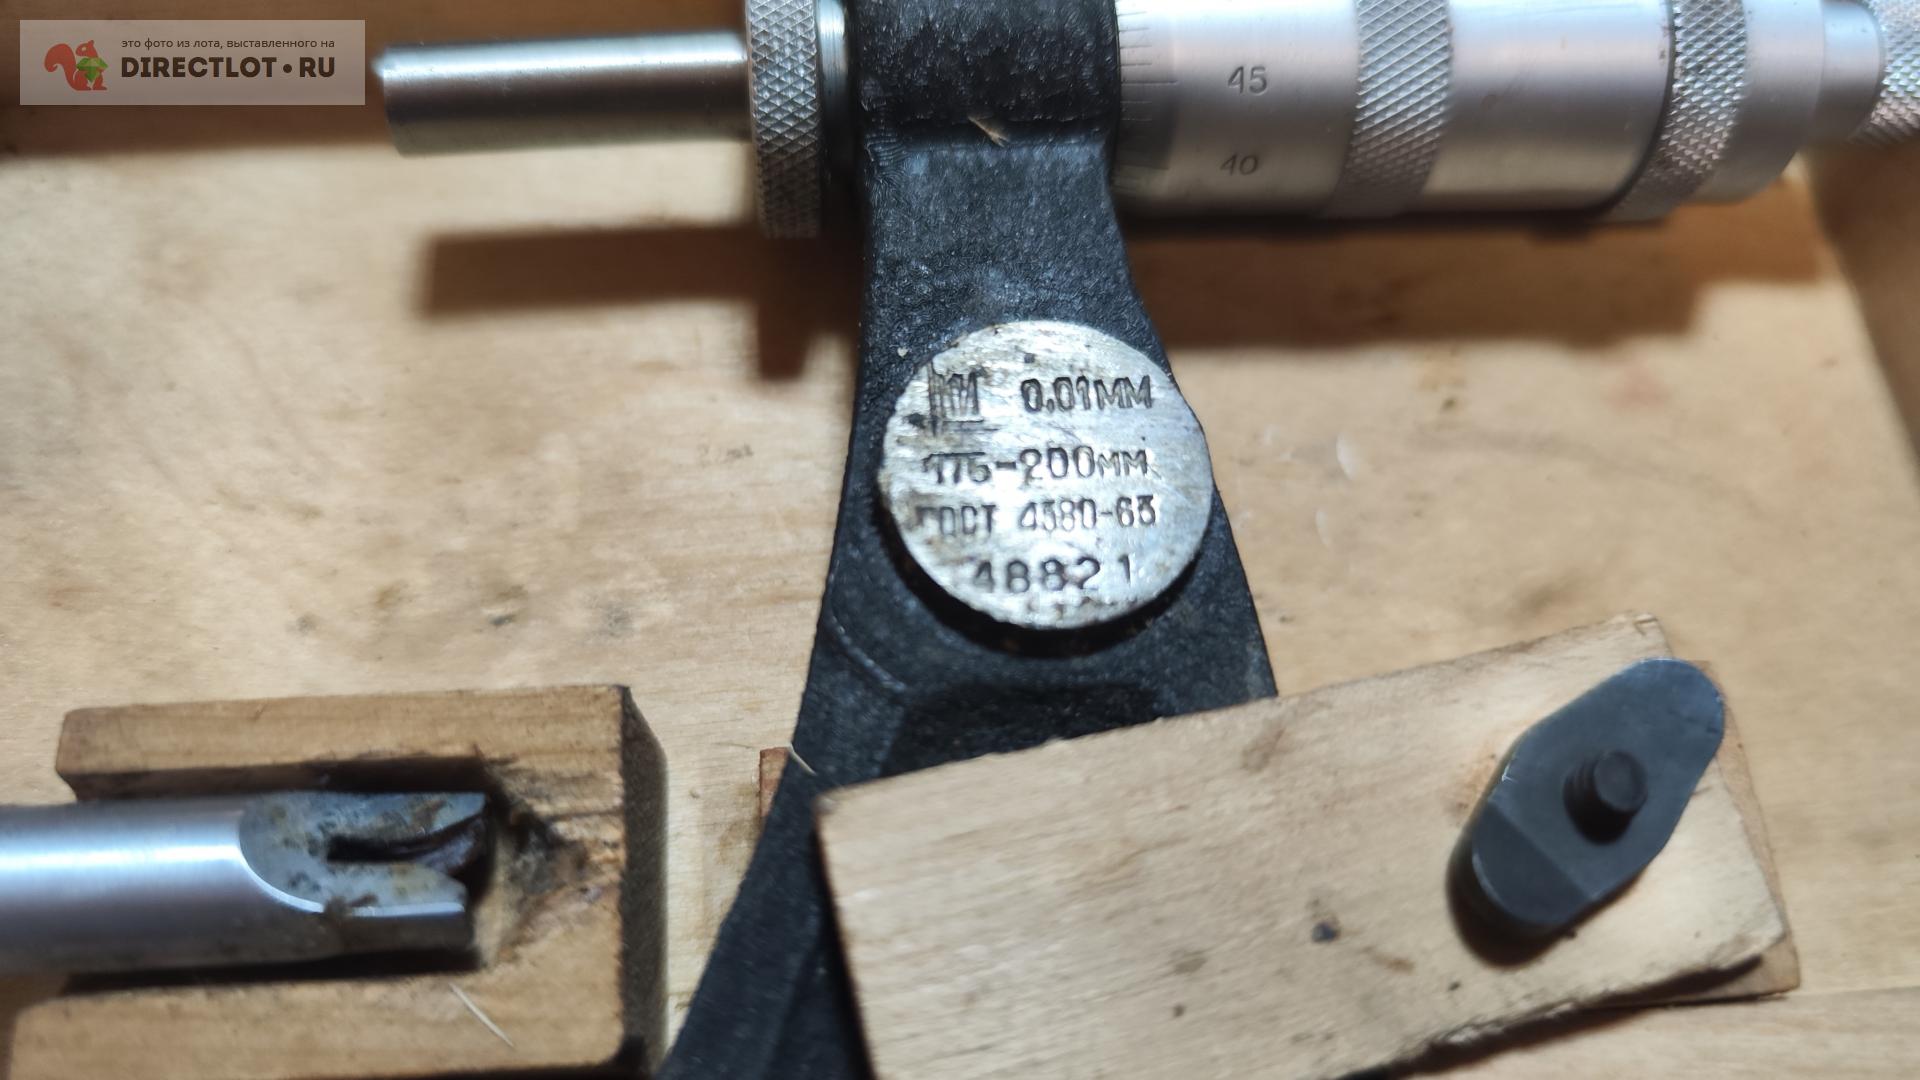 это фото из лота, выставленного на
DIRECTLOT•RU
45
40
0,01мм
175-200мм
ГОСТ 4380-63
48821